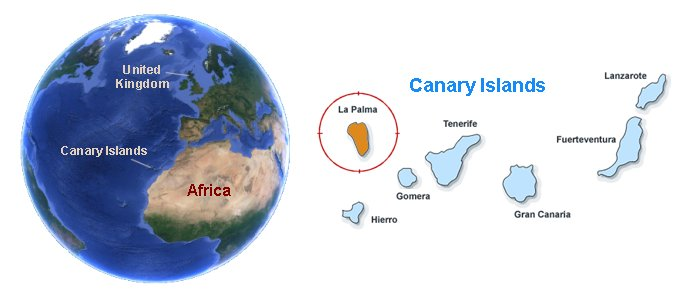 United
Kingdom
Canary Islands
Africa
Canary Islands
La Palma
Tenerife
Lanzarote
Fuerteventura
Gomera
Hierro
Gran Canaria